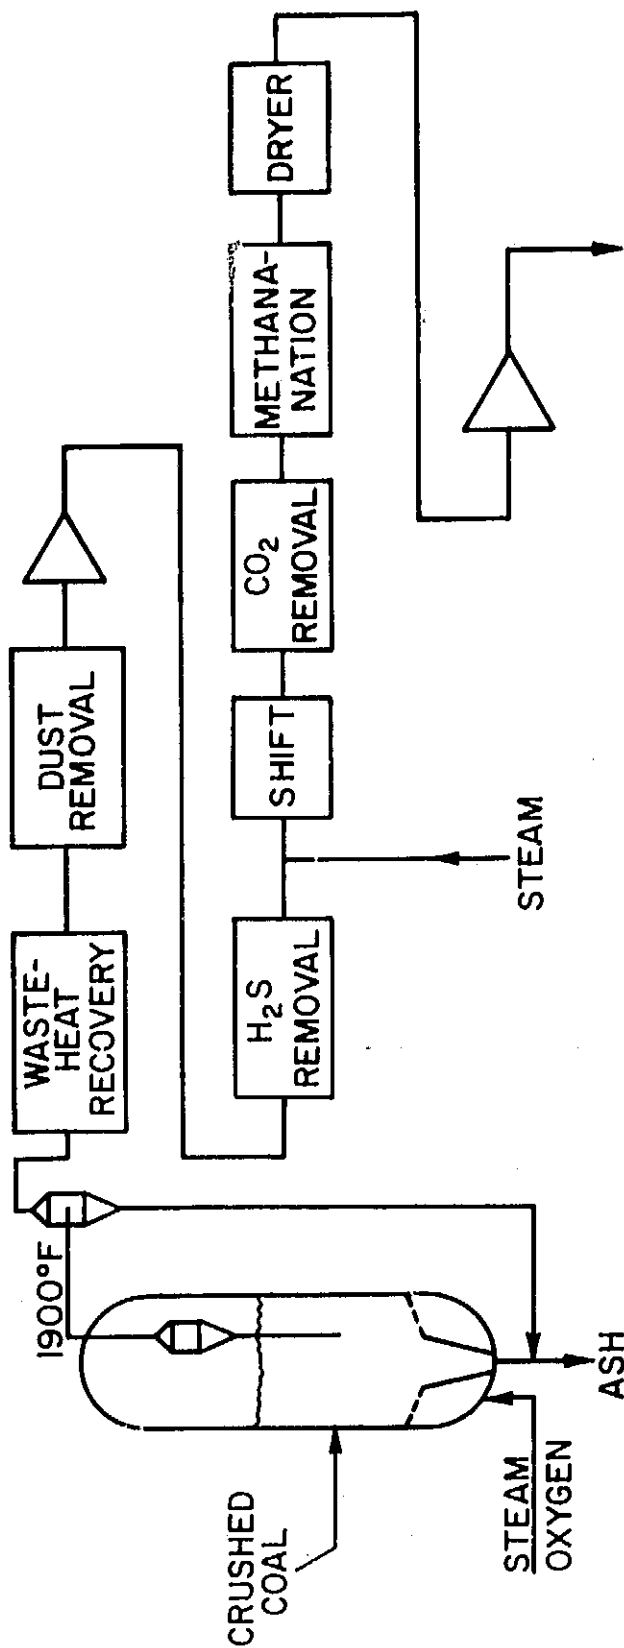 CRUSHED
COAL
STEAM
OXYGEN
ASH
1900°F
WASTE-
HEAT
RECOVERY
DUST
REMOVAL
H₂S
REMOVAL
STEAM
SHIFT
CO₂
REMOVAL
METHANA-
NATION
DRYER